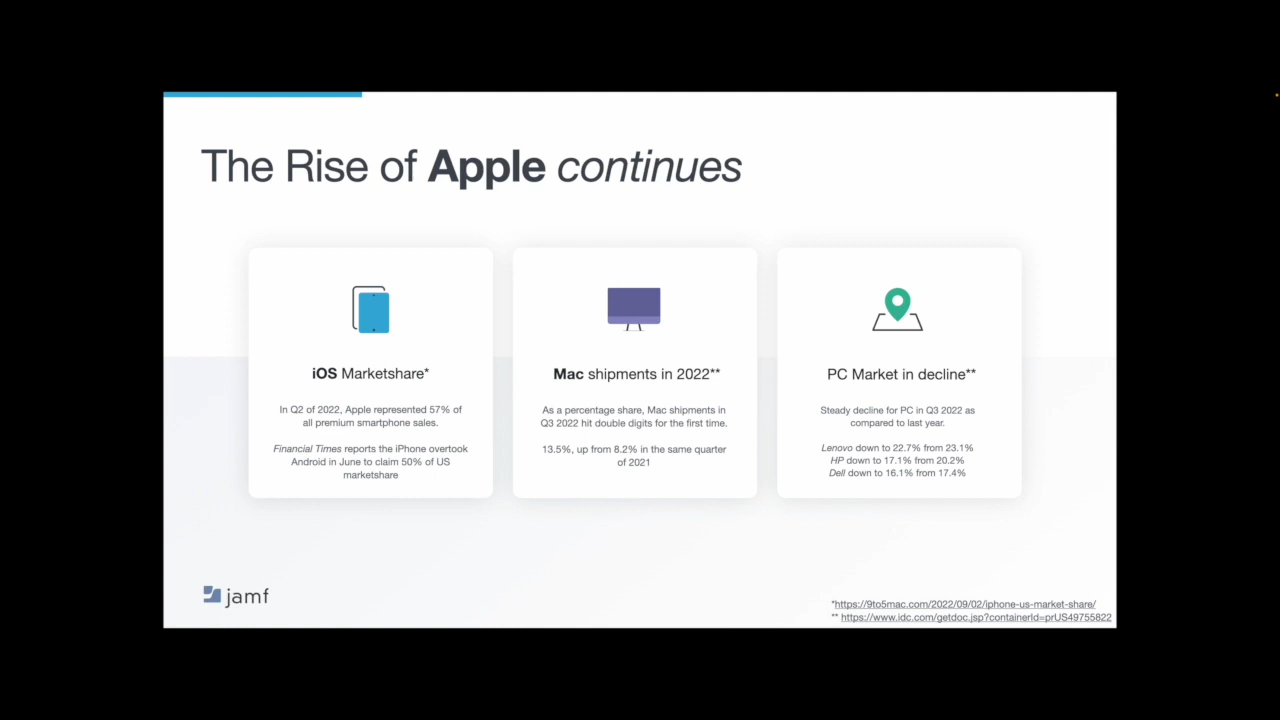 The Rise of Apple continues
iOS Marketshare*
In Q2 of 2022, Apple represented 57% of
all premium smartphone sales.
Financial Times reports the iPhone overtook
Android in June to claim 50% of US
marketshare
Mac shipments in 2022**
As a percentage share, Mac shipments in
Q3 2022 hit double digits for the first time.
13.5%, up from 8.2% in the same quarter
of 2021
PC Market in decline**
Steady decline for PC in Q3 2022 as
compared to last year.
Lenovo down to 22.7% from 23.1%
HP down to 17.1% from 20.2%
Dell down to 16.1% from 17.4%
jamf
*https://9to5mac.com/2022/09/02/iphone-us-market-share/
** https://www.idc.com/getdoc.jsp?containerId=prUS49755822